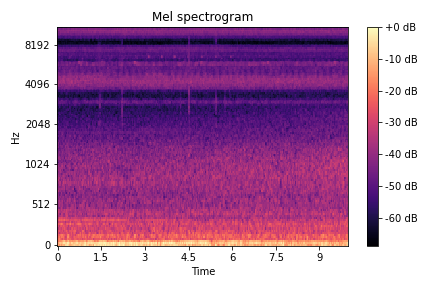 Mel spectrogram
+0 dB
8192
-10 dB
4096
-20 dB
-30 dB
Hz
2048
-40 dB
1024
-50 dB
512
-60 dB
0
0 1.5 3 4.5 6 7.5 9
Time